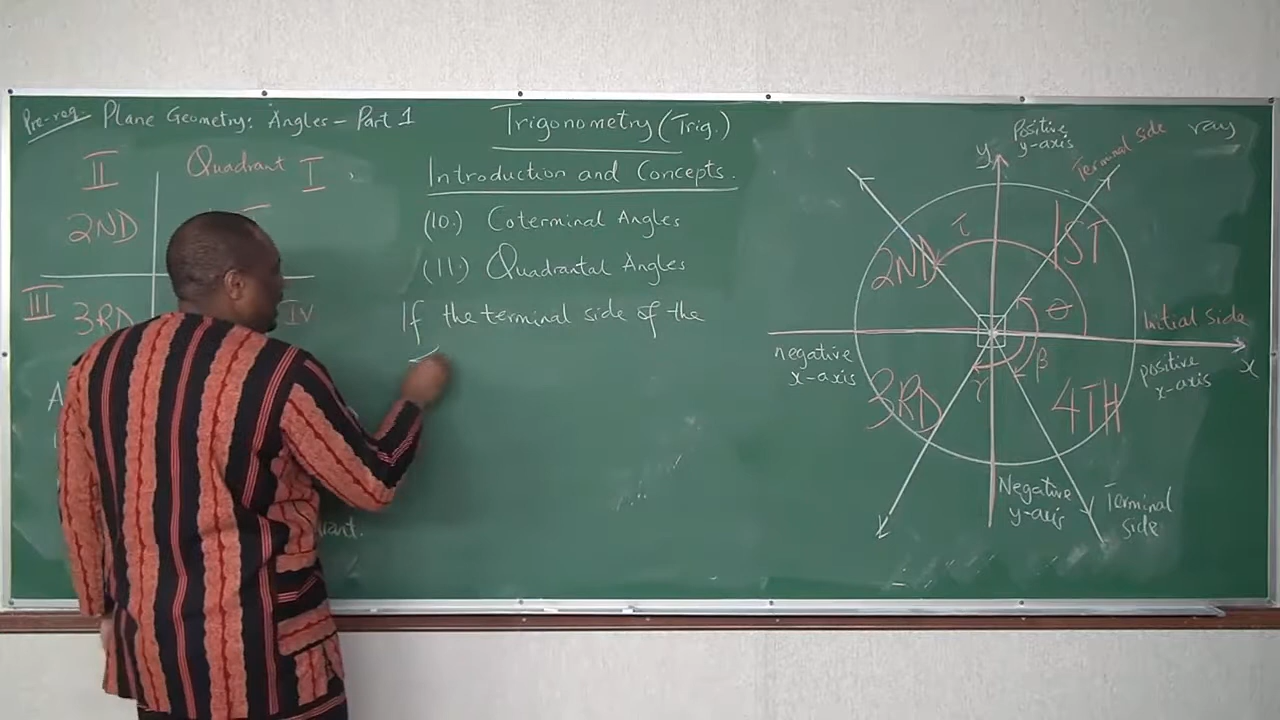 Pre-req Plane Geometry: Angles - Part 1
Quadrant
II
I
2ND
III
3RD
IV
Trigonometry (Trig.)
Introduction and Concepts.
(10.) Coterminal Angles
(11.) Quadrantal Angles
If the terminal side of the
y
Positive
y-axis
Terminal side
ray
τ
2ND
1ST
θ
Initial side
negative
x-axis
positive
x-axis
x
β
γ
3RD
4TH
Negative
y-axis
Terminal
side